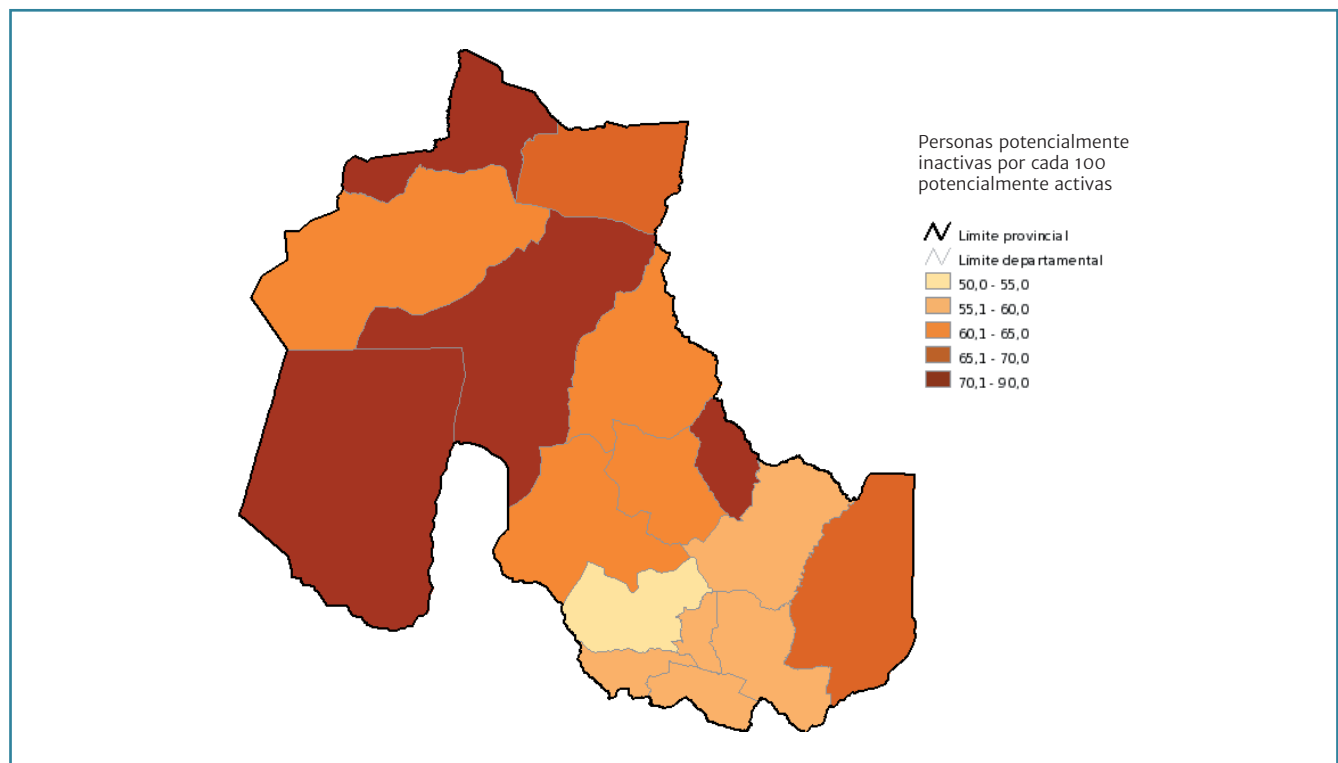 Personas potencialmente
inactivas por cada 100
potencialmente activas
Límite provincial
Límite departamental
50,0 - 55,0
55,1 - 60,0
60,1 - 65,0
65,1 - 70,0
70,1 - 90,0